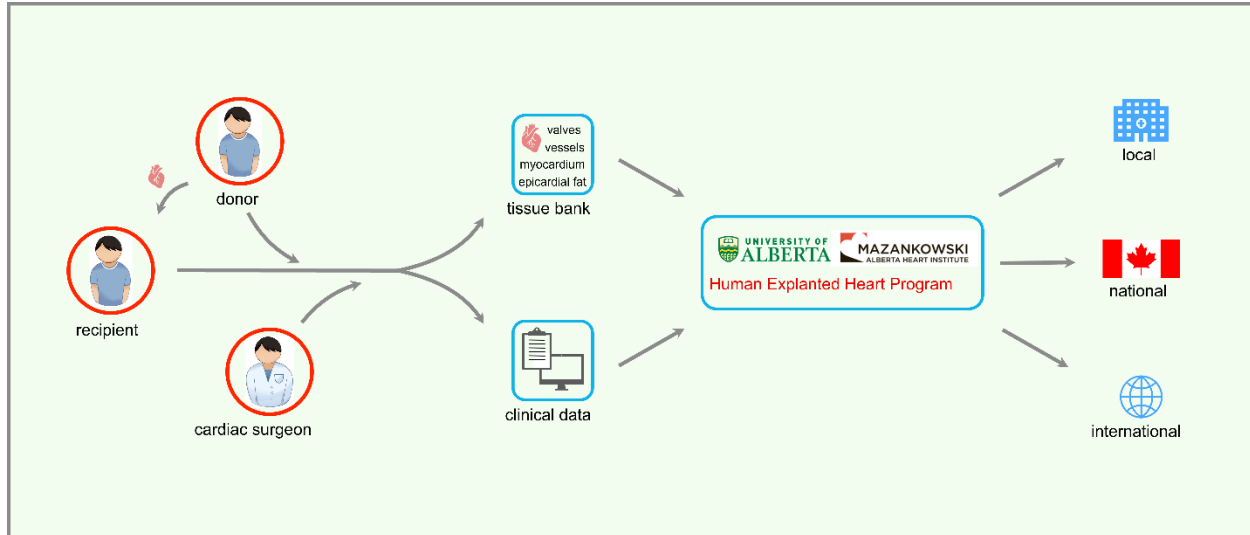 donor
recipient
cardiac surgeon
valves
vessels
myocardium
epicardial fat
tissue bank
clinical data
UNIVERSITY OF
ALBERTA
MAZANKOWSKI
ALBERTA HEART INSTITUTE
Human Explanted Heart Program
local
national
international